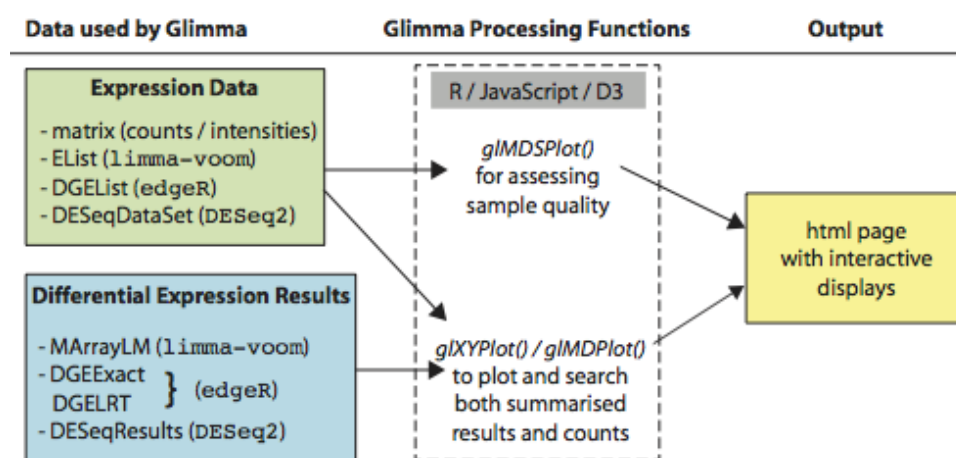 Data used by Glimma
Glimma Processing Functions
Output
Expression Data
- matrix (counts / intensities)
- EList (limma-voom)
- DGEList (edgeR)
- DESeqDataSet (DESeq2)
Differential Expression Results
- MArrayLM (limma-voom)
- DGEExact
DGELRT } (edgeR)
- DESeqResults (DESeq2)
R / JavaScript / D3
glMDSPlot()
for assessing
sample quality
glXYPlot() / glMDPlot()
to plot and search
both summarised
results and counts
html page
with interactive
displays